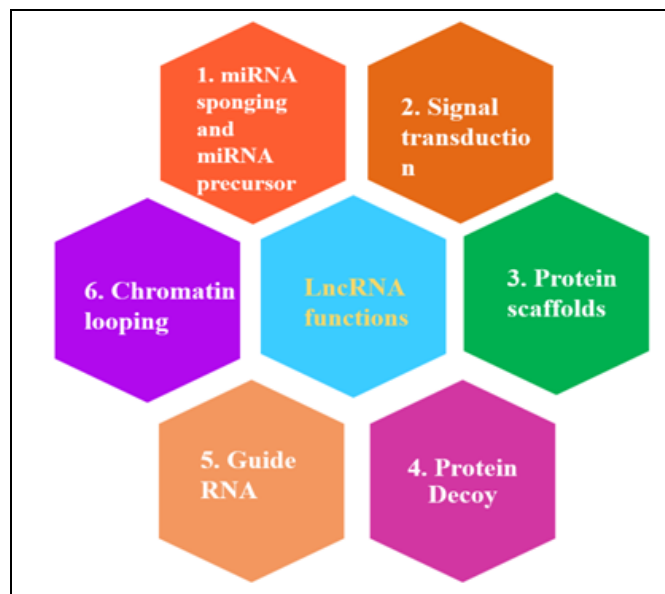 1. miRNA
sponging
and
miRNA
precursor
2. Signal
transductio
n
6. Chromatin
looping
LncRNA
functions
3. Protein
scaffolds
5. Guide
RNA
4. Protein
Decoy